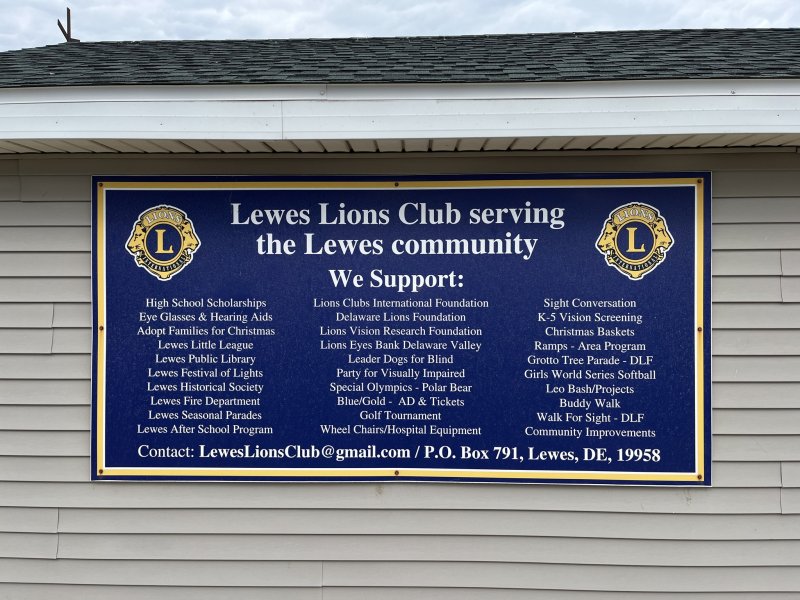 Lewes Lions Club serving
the Lewes community
We Support:
LIONS
L
INTERNATIONAL
LIONS
L
INTERNATIONAL
High School Scholarships
Eye Glasses & Hearing Aids
Adopt Families for Christmas
Lewes Little League
Lewes Public Library
Lewes Festival of Lights
Lewes Historical Society
Lewes Fire Department
Lewes Seasonal Parades
Lewes After School Program
Lions Clubs International Foundation
Delaware Lions Foundation
Lions Vision Research Foundation
Lions Eyes Bank Delaware Valley
Leader Dogs for Blind
Party for Visually Impaired
Special Olympics - Polar Bear
Blue/Gold - AD & Tickets
Golf Tournament
Wheel Chairs/Hospital Equipment
Sight Conversation
K-5 Vision Screening
Christmas Baskets
Ramps - Area Program
Grotto Tree Parade - DLF
Girls World Series Softball
Leo Bash/Projects
Buddy Walk
Walk For Sight - DLF
Community Improvements
Contact: LewesLionsClub@gmail.com / P.O. Box 791, Lewes, DE, 19958